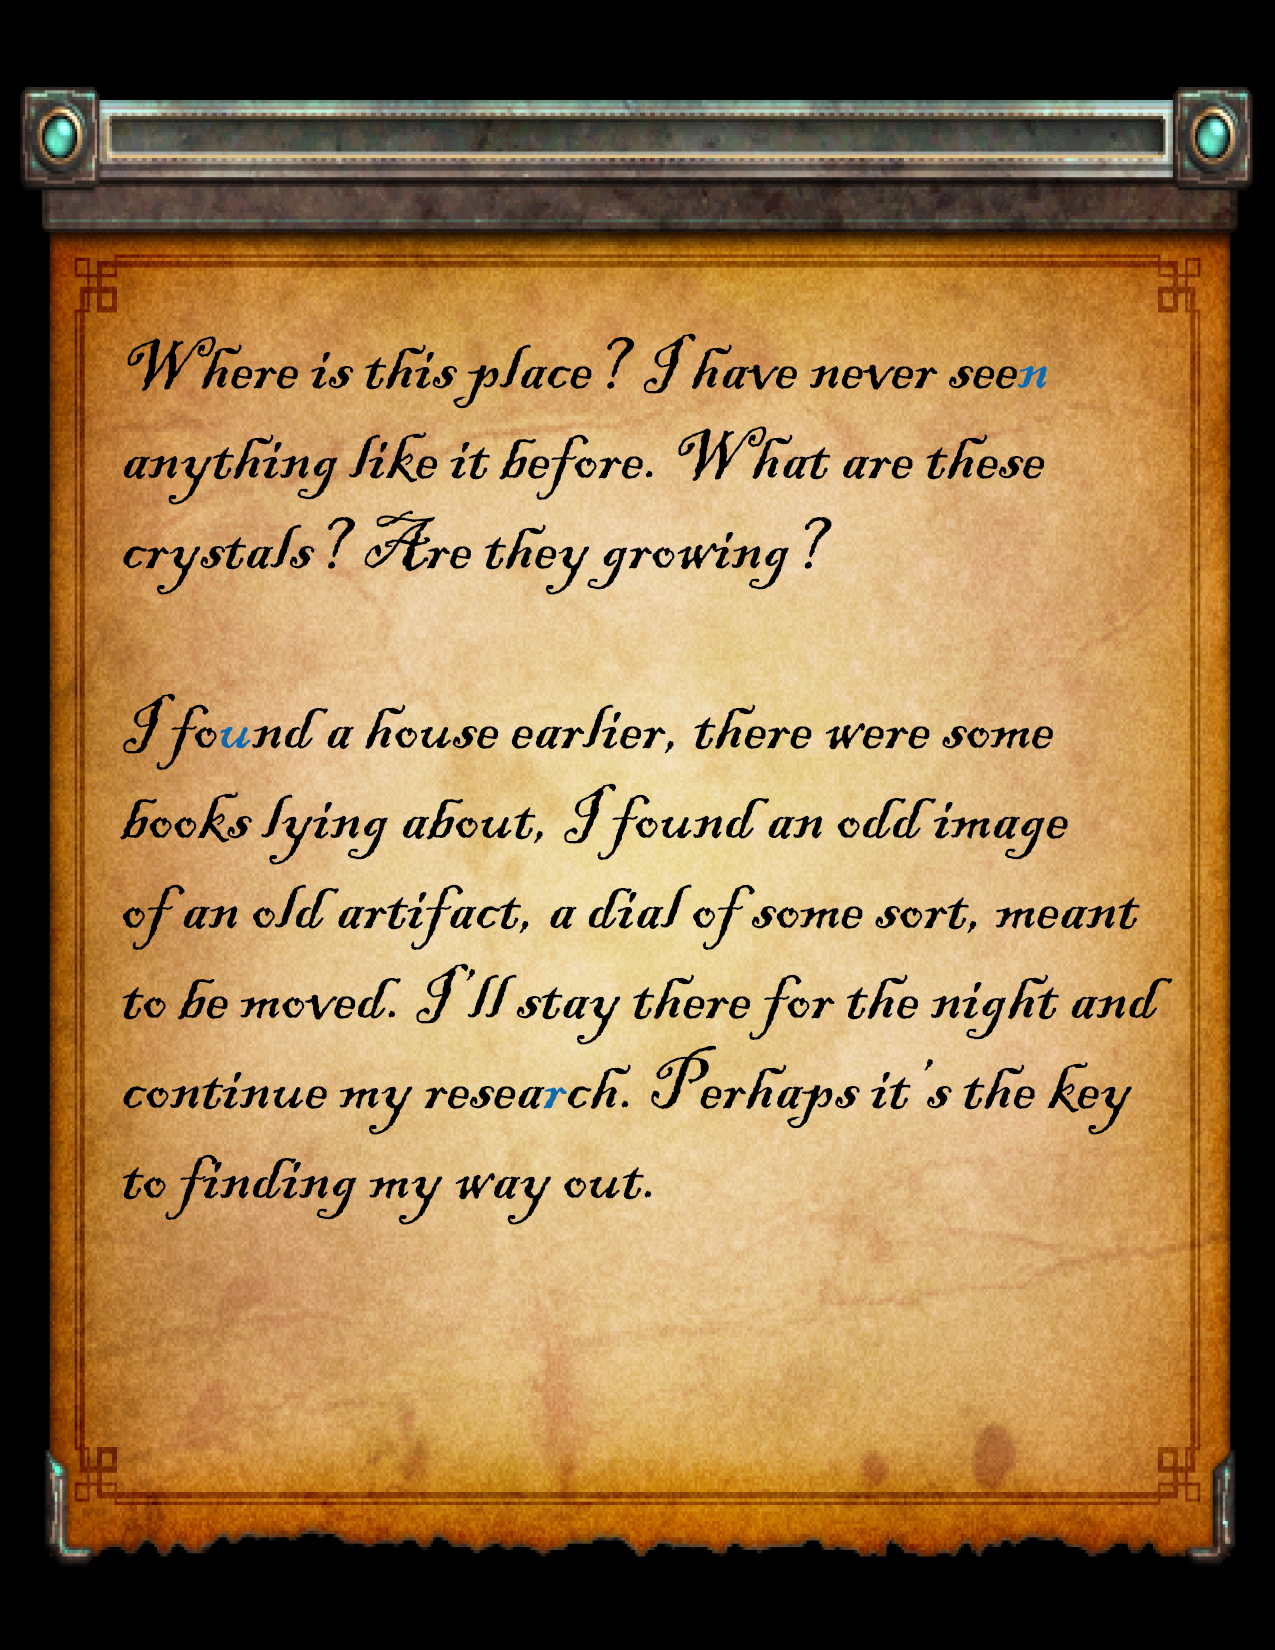 Where is this place? I have never seen
anything like it before. What are these
crystals? Are they growing?
I found a house earlier, there were some
books lying about, I found an odd image
of an old artifact, a dial of some sort, meant
to be moved. I'll stay there for the night and
continue my research. Perhaps it's the key
to finding my way out.